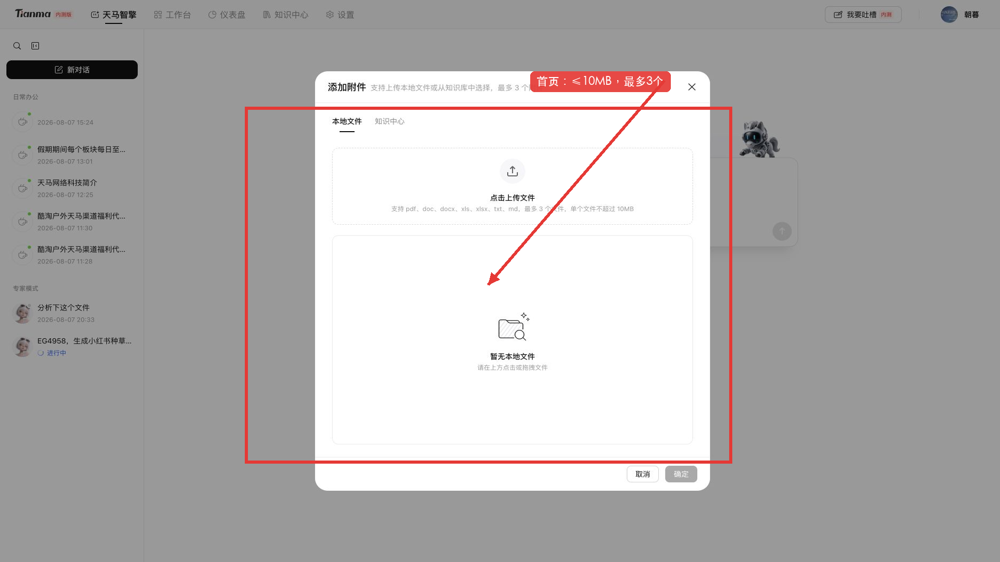 Tianma 内测版
天马智擎
工作台
仪表盘
知识中心
设置
我要吐槽 内测
朝暮
新对话
日常办公
2026-08-07 15:24
假期期间每个板块每日至...
2026-08-07 13:01
天马网络科技简介
2026-08-07 12:25
酷淘户外天马渠道福利代...
2026-08-07 11:30
酷淘户外天马渠道福利代...
2026-08-07 11:28
专家模式
分析下这个文件
2026-08-07 20:33
EG4958，生成小红书种草...
进行中
添加附件 支持上传本地文件或从知识库中选择，最多 3 个
首页：≤10MB，最多3个
本地文件
知识中心
点击上传文件
支持 pdf、doc、docx、xls、xlsx、txt、md，最多 3 个文件，单个文件不超过 10MB
暂无本地文件
请在上方点击或拖拽文件
取消
确定